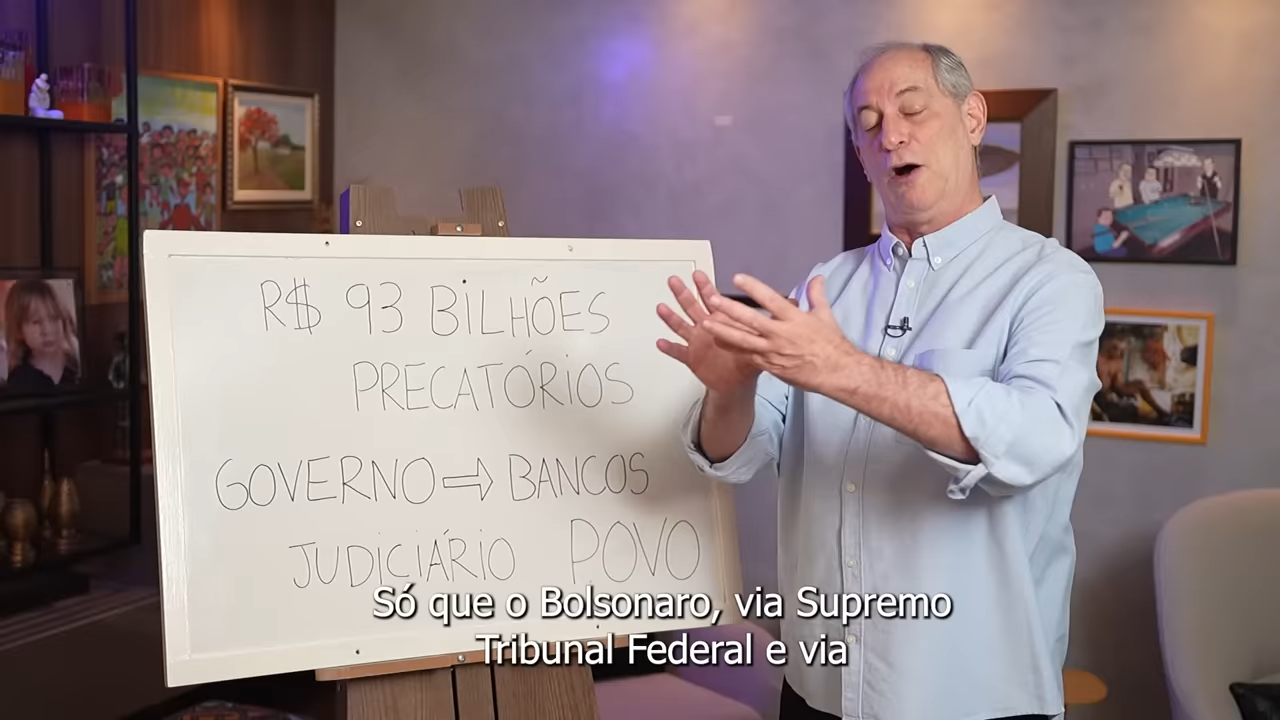 R$ 93 BILHÕES
PRECATÓRIOS
GOVERNO ⇨ BANCOS
JUDICIÁRIO POVO
Só que o Bolsonaro, via Supremo
Tribunal Federal e via